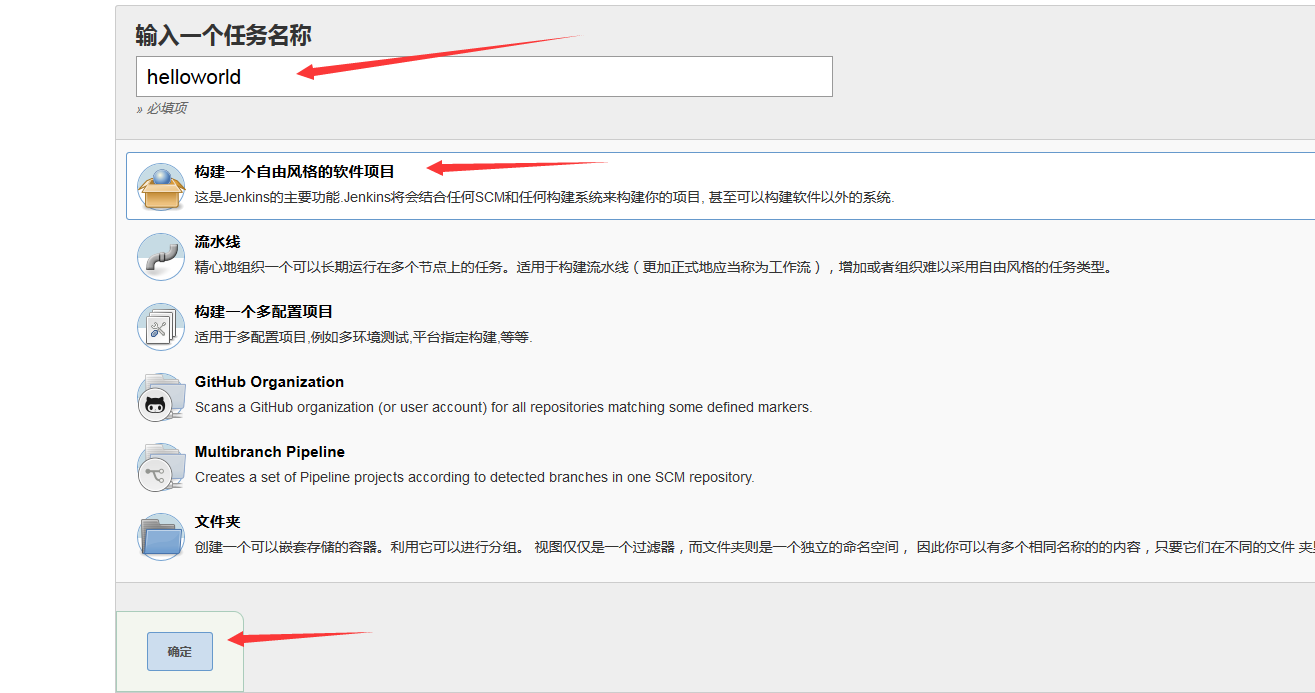 输入一个任务名称
helloworld
» 必填项
构建一个自由风格的软件项目
这是Jenkins的主要功能.Jenkins将会结合任何SCM和任何构建系统来构建你的项目, 甚至可以构建软件以外的系统.
流水线
精心地组织一个可以长期运行在多个节点上的任务。适用于构建流水线（更加正式地应当称为工作流），增加或者组织难以采用自由风格的任务类型。
构建一个多配置项目
适用于多配置项目,例如多环境测试,平台指定构建,等等.
GitHub Organization
Scans a GitHub organization (or user account) for all repositories matching some defined markers.
Multibranch Pipeline
Creates a set of Pipeline projects according to detected branches in one SCM repository.
文件夹
创建一个可以嵌套存储的容器。利用它可以进行分组。 视图仅仅是一个过滤器，而文件夹则是一个独立的命名空间， 因此你可以有多个相同名称的的内容，只要它们在不同的文件 夹
确定